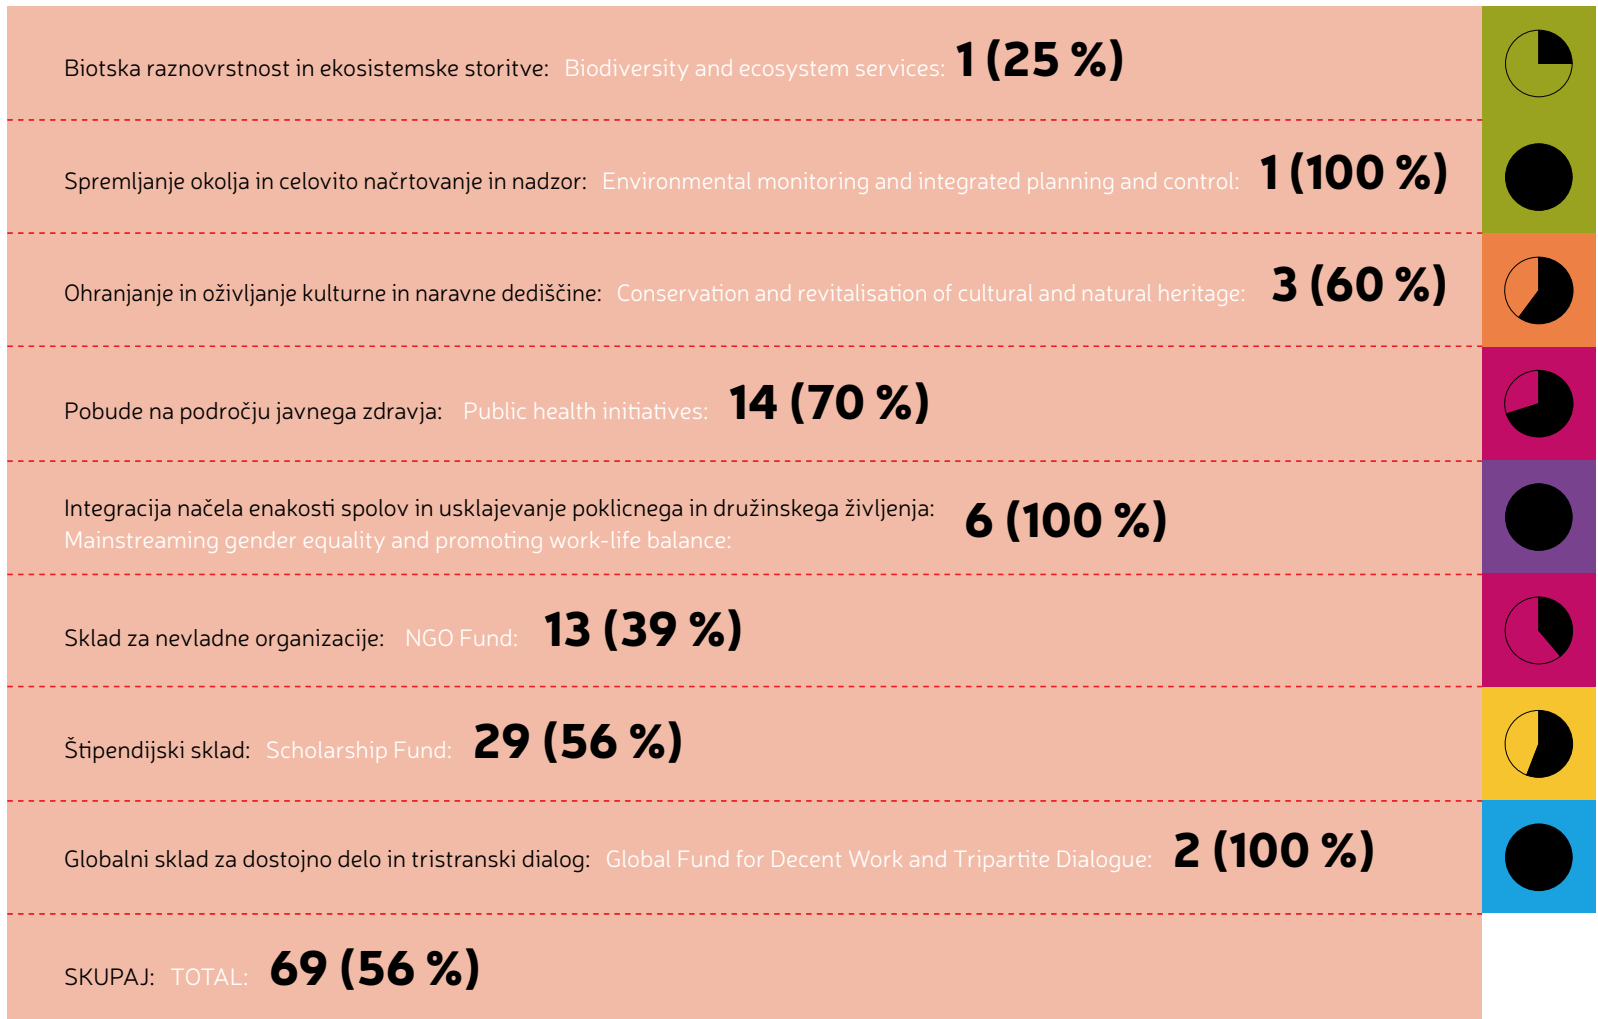 Biotska raznovrstnost in ekosistemske storitve: Biodiversity and ecosystem services: 1 (25 %)
Spremljanje okolja in celovito načrtovanje in nadzor: Environmental monitoring and integrated planning and control: 1 (100 %)
Ohranjanje in oživljanje kulturne in naravne dediščine: Conservation and revitalisation of cultural and natural heritage: 3 (60 %)
Pobude na področju javnega zdravja: Public health initiatives: 14 (70 %)
Integracija načela enakosti spolov in usklajevanje poklicnega in družinskega življenja: 6 (100 %)
Mainstreaming gender equality and promoting work-life balance:
Sklad za nevladne organizacije: NGO Fund: 13 (39 %)
Štipendijski sklad: Scholarship Fund: 29 (56 %)
Globalni sklad za dostojno delo in tristranski dialog: Global Fund for Decent Work and Tripartite Dialogue: 2 (100 %)
SKUPAJ: TOTAL: 69 (56 %)